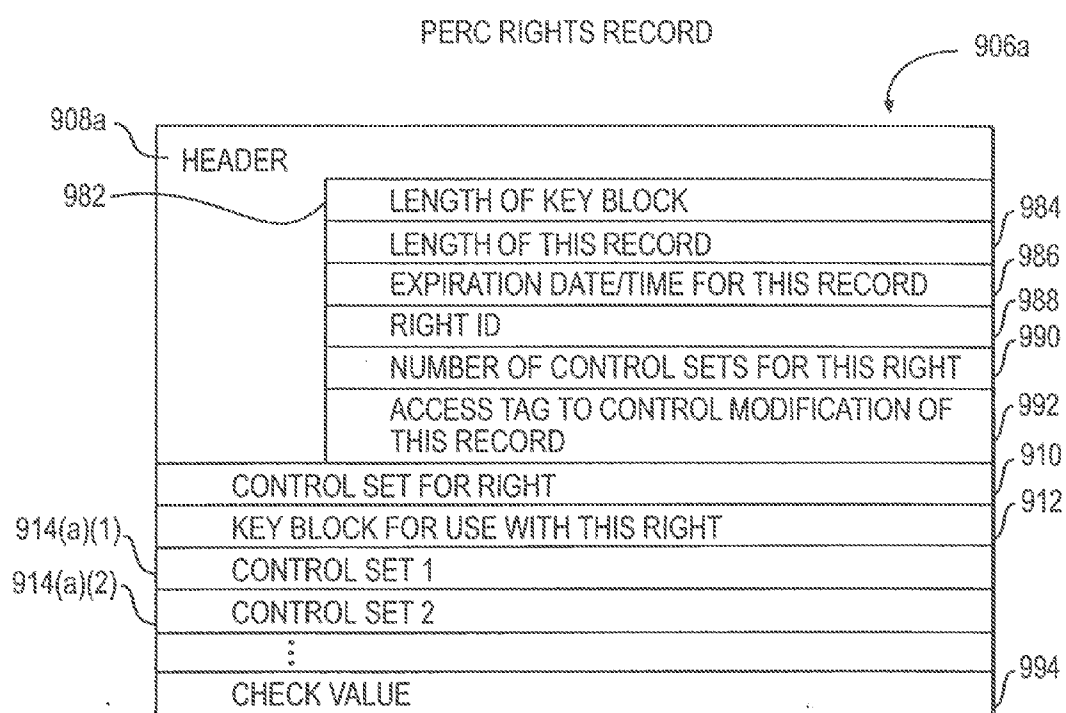 PERC RIGHTS RECORD
906a
908a
HEADER
982
LENGTH OF KEY BLOCK
984
LENGTH OF THIS RECORD
986
EXPIRATION DATE/TIME FOR THIS RECORD
988
RIGHT ID
990
NUMBER OF CONTROL SETS FOR THIS RIGHT
ACCESS TAG TO CONTROL MODIFICATION OF
THIS RECORD
992
910
CONTROL SET FOR RIGHT
912
KEY BLOCK FOR USE WITH THIS RIGHT
914(a)(1)
CONTROL SET 1
914(a)(2)
CONTROL SET 2
⋮
994
CHECK VALUE